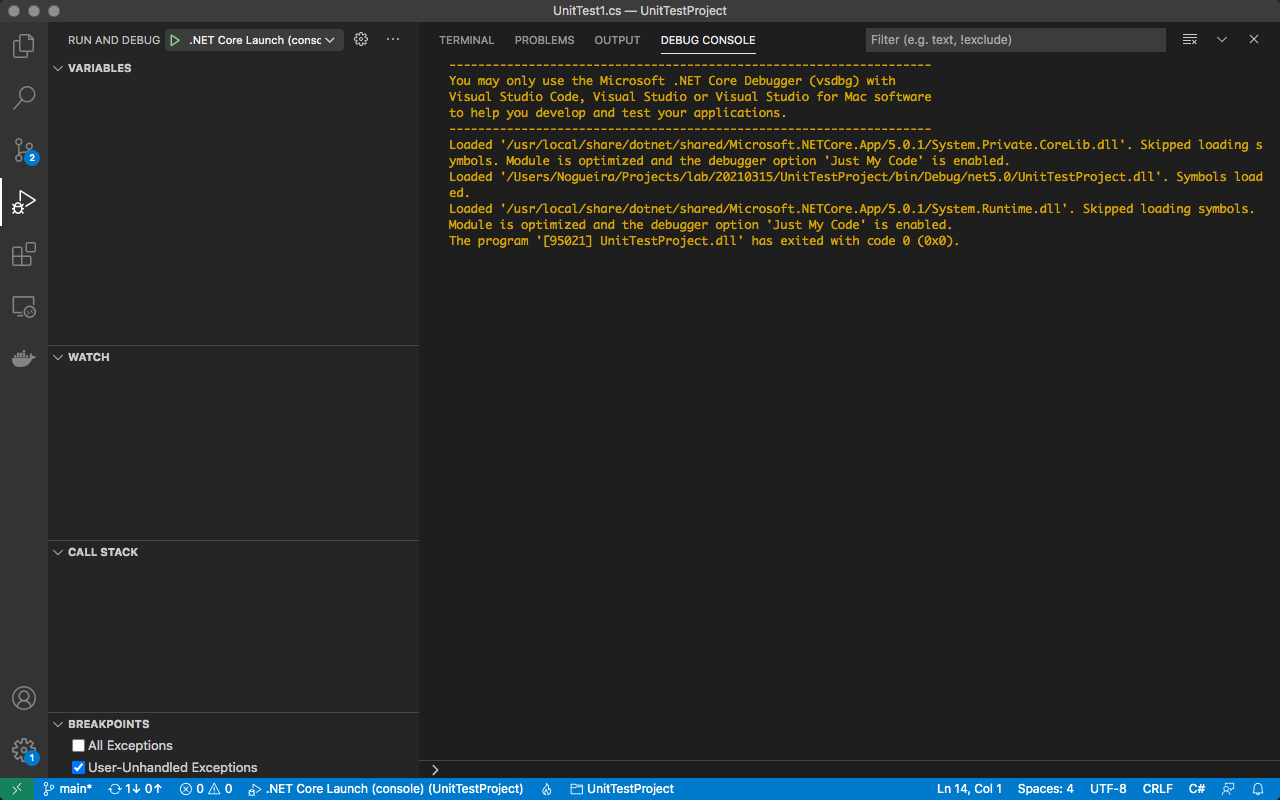 UnitTest1.cs — UnitTestProject
RUN AND DEBUG
.NET Core Launch (consc
TERMINAL
PROBLEMS
OUTPUT
DEBUG CONSOLE
Filter (e.g. text, !exclude)
VARIABLES
WATCH
CALL STACK
BREAKPOINTS
All Exceptions
User-Unhandled Exceptions
2
1
-------------------------------------------------------------------
You may only use the Microsoft .NET Core Debugger (vsdbg) with
Visual Studio Code, Visual Studio or Visual Studio for Mac software
to help you develop and test your applications.
-------------------------------------------------------------------
Loaded '/usr/local/share/dotnet/shared/Microsoft.NETCore.App/5.0.1/System.Private.CoreLib.dll'. Skipped loading s
ymbols. Module is optimized and the debugger option 'Just My Code' is enabled.
Loaded '/Users/Nogueira/Projects/lab/20210315/UnitTestProject/bin/Debug/net5.0/UnitTestProject.dll'. Symbols load
ed.
Loaded '/usr/local/share/dotnet/shared/Microsoft.NETCore.App/5.0.1/System.Runtime.dll'. Skipped loading symbols.
Module is optimized and the debugger option 'Just My Code' is enabled.
The program '[95021] UnitTestProject.dll' has exited with code 0 (0x0).
main* 1↓ 0↑ 0 0 .NET Core Launch (console) (UnitTestProject) UnitTestProject Ln 14, Col 1 Spaces: 4 UTF-8 CRLF C#